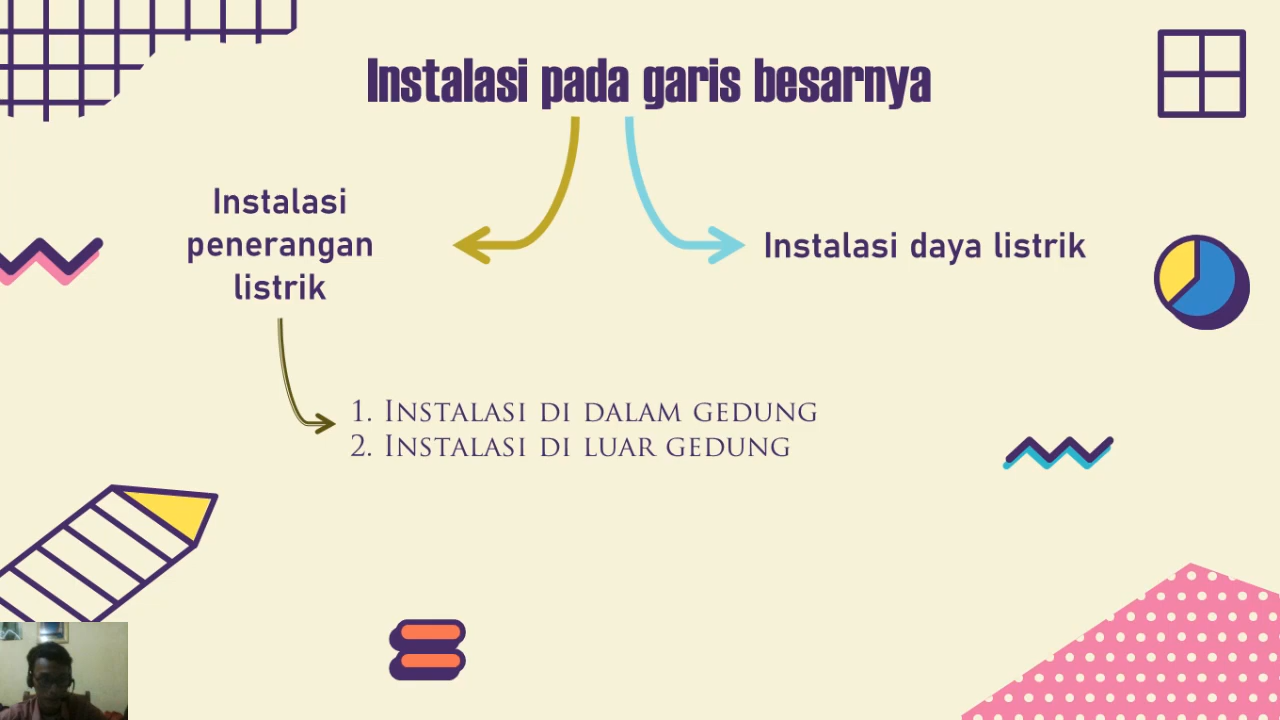 Instalasi pada garis besarnya
Instalasi
penerangan
listrik
Instalasi daya listrik
1. Instalasi di dalam gedung
2. Instalasi di luar gedung